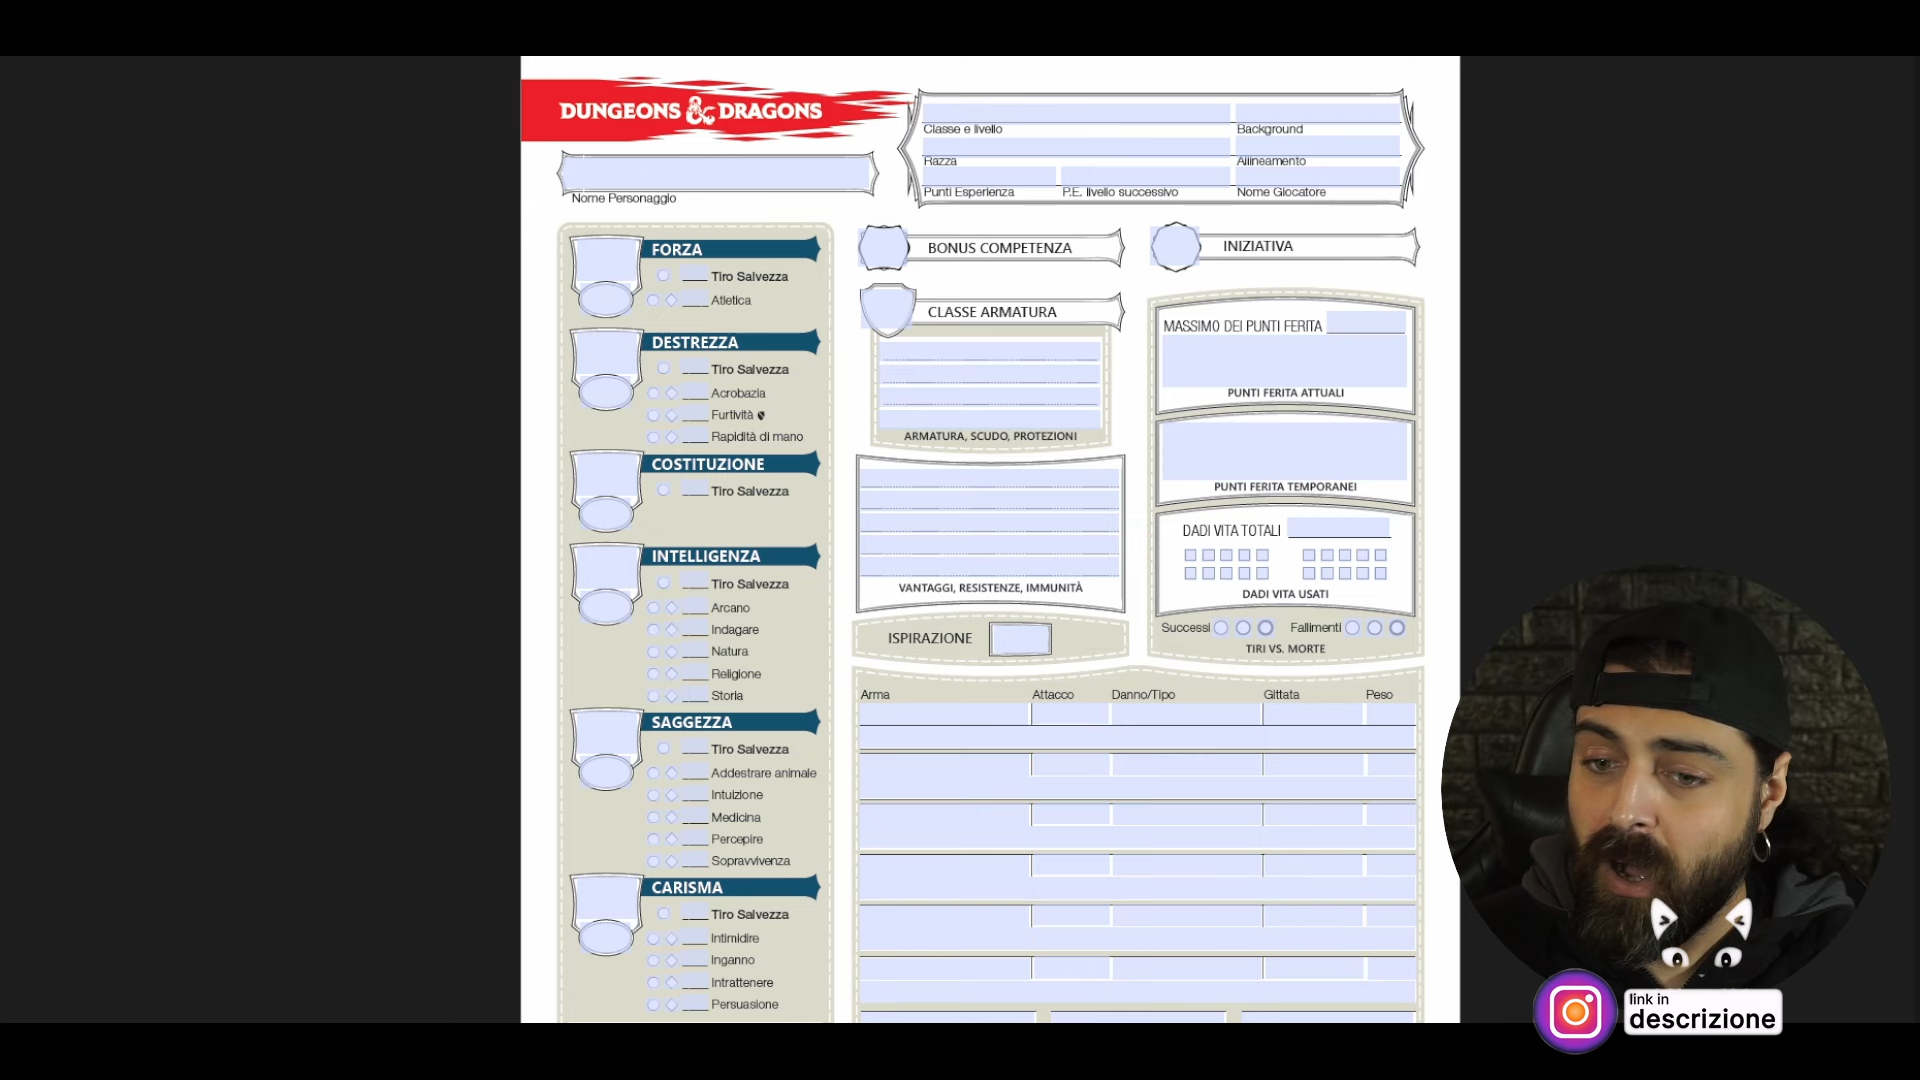 DUNGEONS & DRAGONS
Classe e livello
Background
Razza
Allineamento
Punti Esperienza
P.E. livello successivo
Nome Giocatore
Nome Personaggio
FORZA
Tiro Salvezza
Atletica
DESTREZZA
Tiro Salvezza
Acrobazia
Furtività
Rapidità di mano
COSTITUZIONE
Tiro Salvezza
INTELLIGENZA
Tiro Salvezza
Arcano
Indagare
Natura
Religione
Storia
SAGGEZZA
Tiro Salvezza
Addestrare animale
Intuizione
Medicina
Percepire
Sopravvivenza
CARISMA
Tiro Salvezza
Intimidire
Inganno
Intrattenere
Persuasione
BONUS COMPETENZA
INIZIATIVA
CLASSE ARMATURA
ARMATURA, SCUDO, PROTEZIONI
VANTAGGI, RESISTENZE, IMMUNITÀ
ISPIRAZIONE
MASSIMO DEI PUNTI FERITA
PUNTI FERITA ATTUALI
PUNTI FERITA TEMPORANEI
DADI VITA TOTALI
DADI VITA USATI
Successi
Fallimenti
TIRI VS. MORTE
Arma
Attacco
Danno/Tipo
Gittata
Peso
link in
descrizione